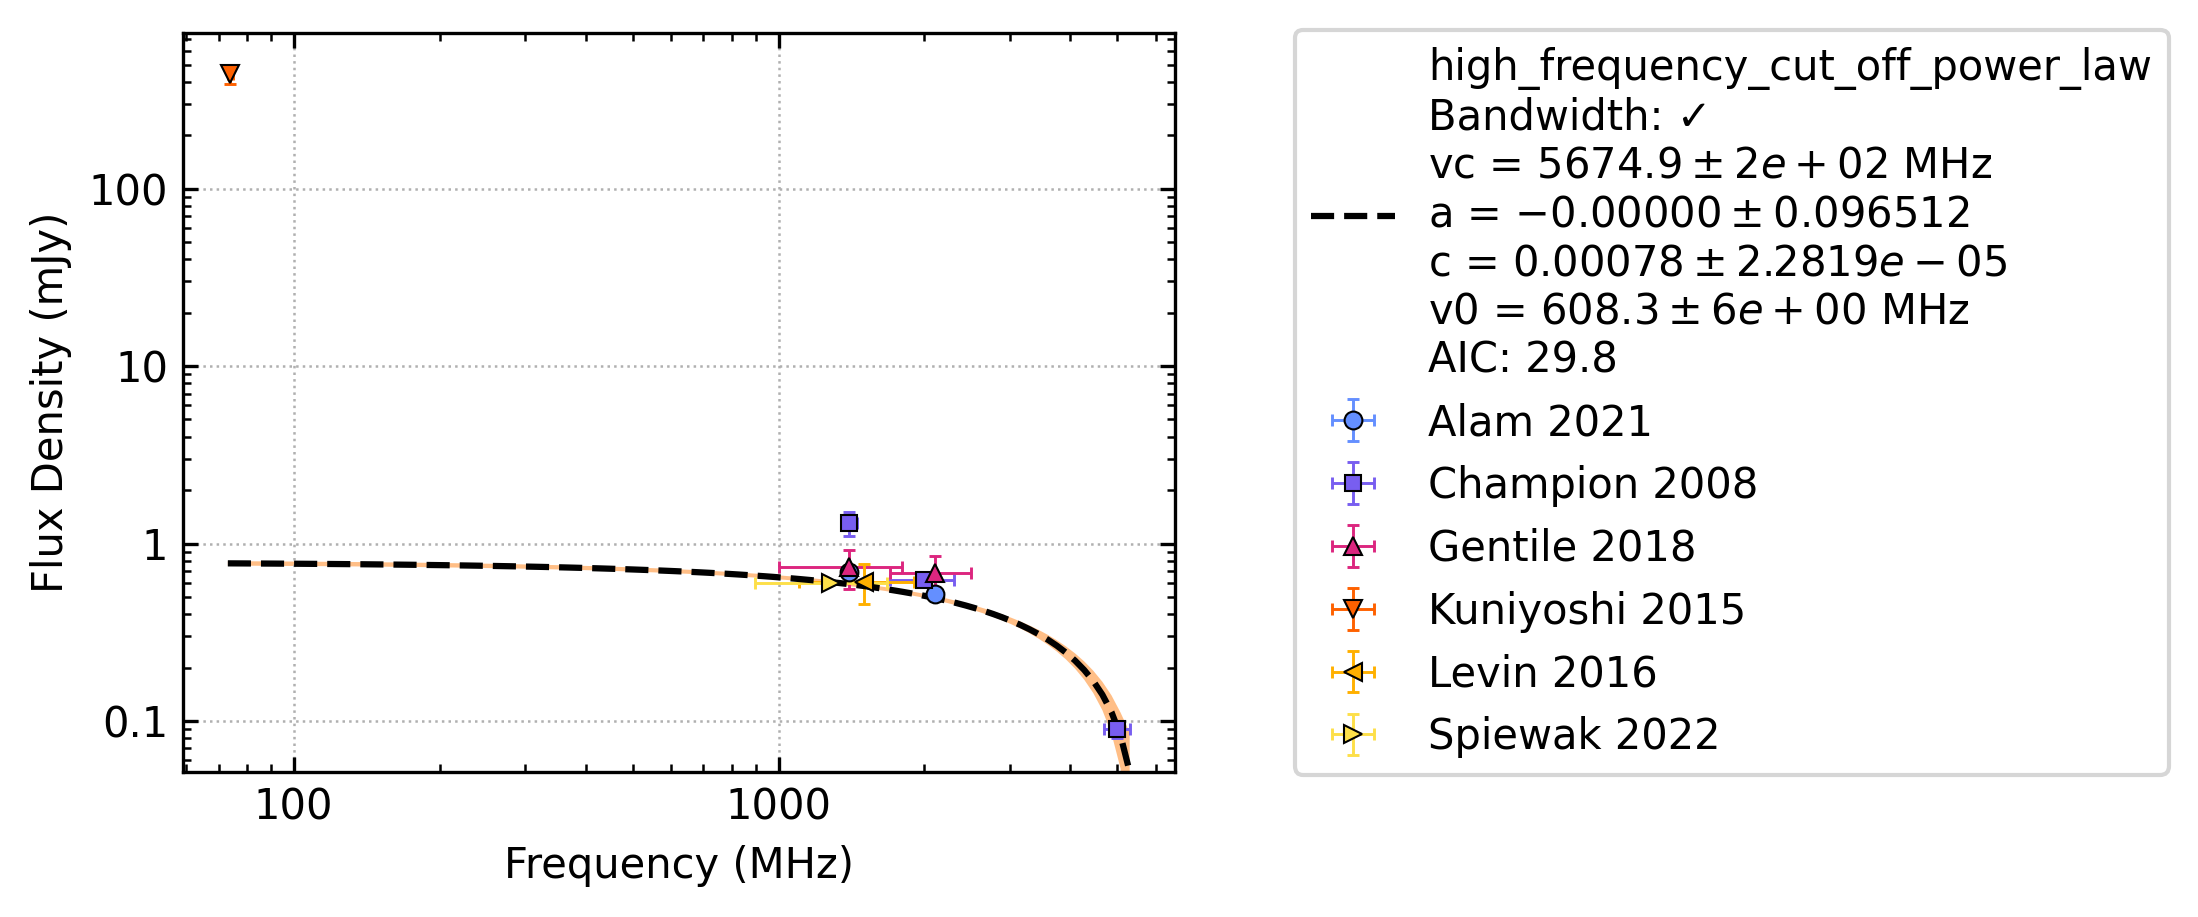 100
10
1
0.1
Flux Density (mJy)
100
1000
Frequency (MHz)
high_frequency_cut_off_power_law
Bandwidth: ✓
vc = 5674.9 ± 2e + 02 MHz
a = −0.00000 ± 0.096512
c = 0.00078 ± 2.2819e − 05
v0 = 608.3 ± 6e + 00 MHz
AIC: 29.8
Alam 2021
Champion 2008
Gentile 2018
Kuniyoshi 2015
Levin 2016
Spiewak 2022